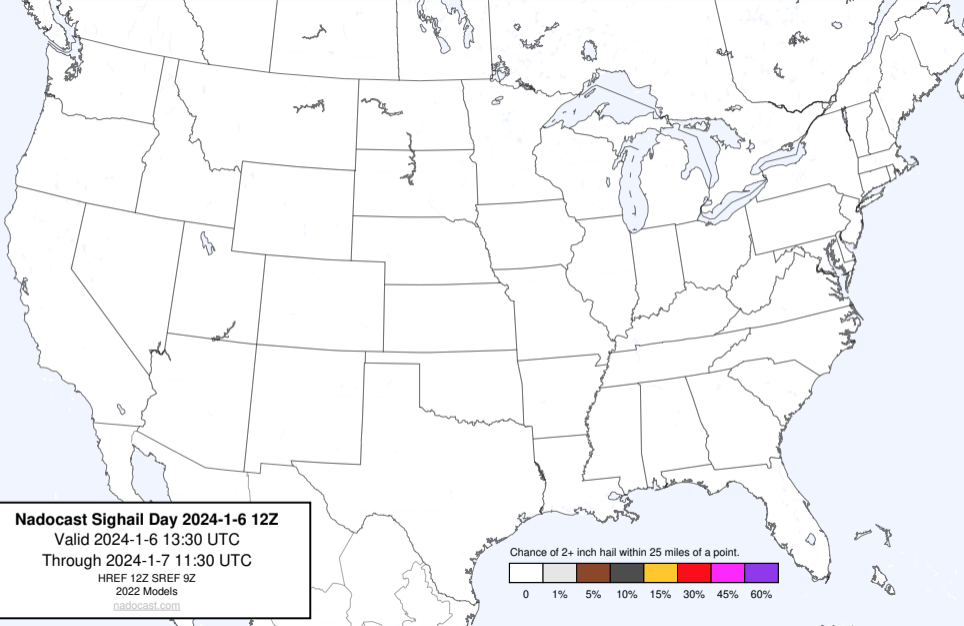 Nadocast Sighail Day 2024-1-6 12Z
Valid 2024-1-6 13:30 UTC
Through 2024-1-7 11:30 UTC
HREF 12Z SREF 9Z
2022 Models
nadocast.com
Chance of 2+ inch hail within 25 miles of a point.
0 1% 5% 10% 15% 30% 45% 60%